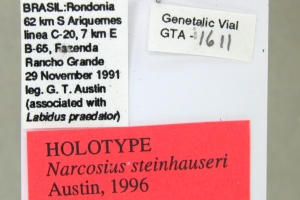 BRASIL:Rondonia
62 km S Ariquemes
linea C-20, 7 km E
B-65, Fazenda
Rancho Grande
29 November 1991
leg. G. T. Austin
(associated with
Labidus praedator)
Genetalic Vial
GTA - 1611
HOLOTYPE
Narcosius steinhauseri
Austin, 1996